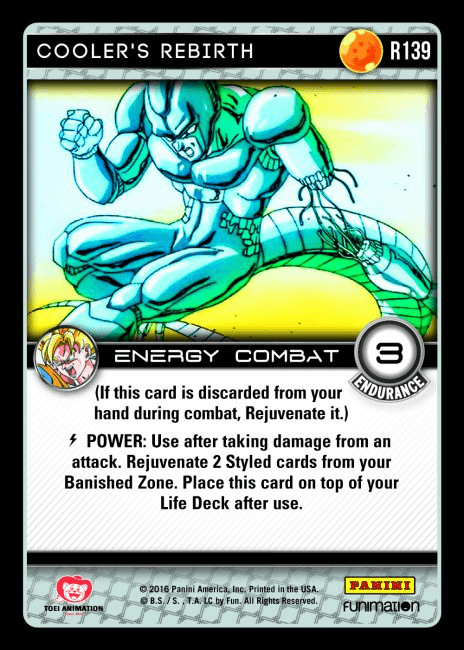 COOLER'S REBIRTH
R139
ENERGY COMBAT
3
ENDURANCE
(If this card is discarded from your
hand during combat, Rejuvenate it.)
POWER: Use after taking damage from an
attack. Rejuvenate 2 Styled cards from your
Banished Zone. Place this card on top of your
Life Deck after use.
TOEI ANIMATION
© 2016 Panini America, Inc. Printed in the USA.
© B.S. / S. , T.A. LC by Fun. All Rights Reserved.
PANINI
FUNIMATION